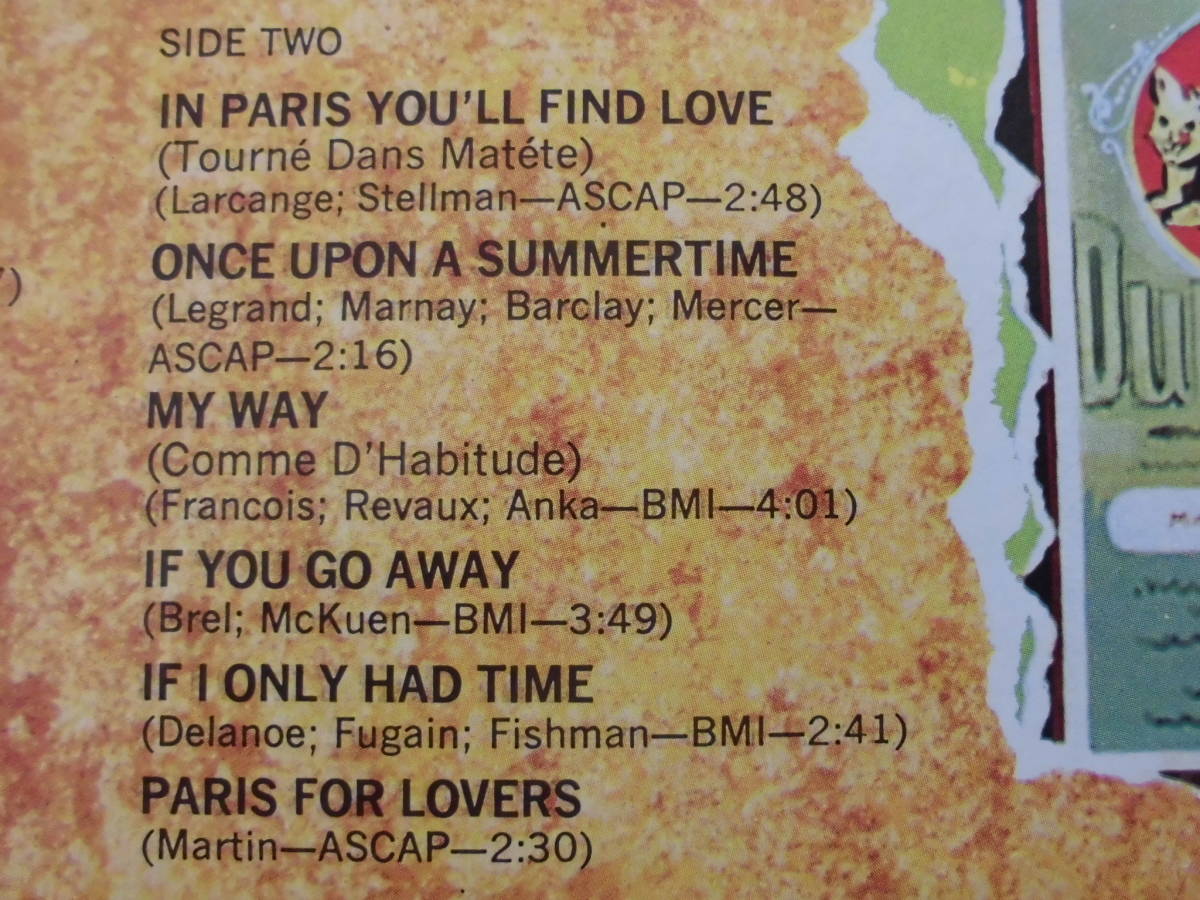 SIDE TWO
IN PARIS YOU'LL FIND LOVE
(Tourné Dans Matéte)
(Larcange; Stellman—ASCAP—2:48)
ONCE UPON A SUMMERTIME
(Legrand; Marnay; Barclay; Mercer—
ASCAP—2:16)
MY WAY
(Comme D'Habitude)
(Francois; Revaux; Anka—BMI—4:01)
IF YOU GO AWAY
(Brel; McKuen—BMI—3:49)
IF I ONLY HAD TIME
(Delanoe; Fugain; Fishman—BMI—2:41)
PARIS FOR LOVERS
(Martin—ASCAP—2:30)